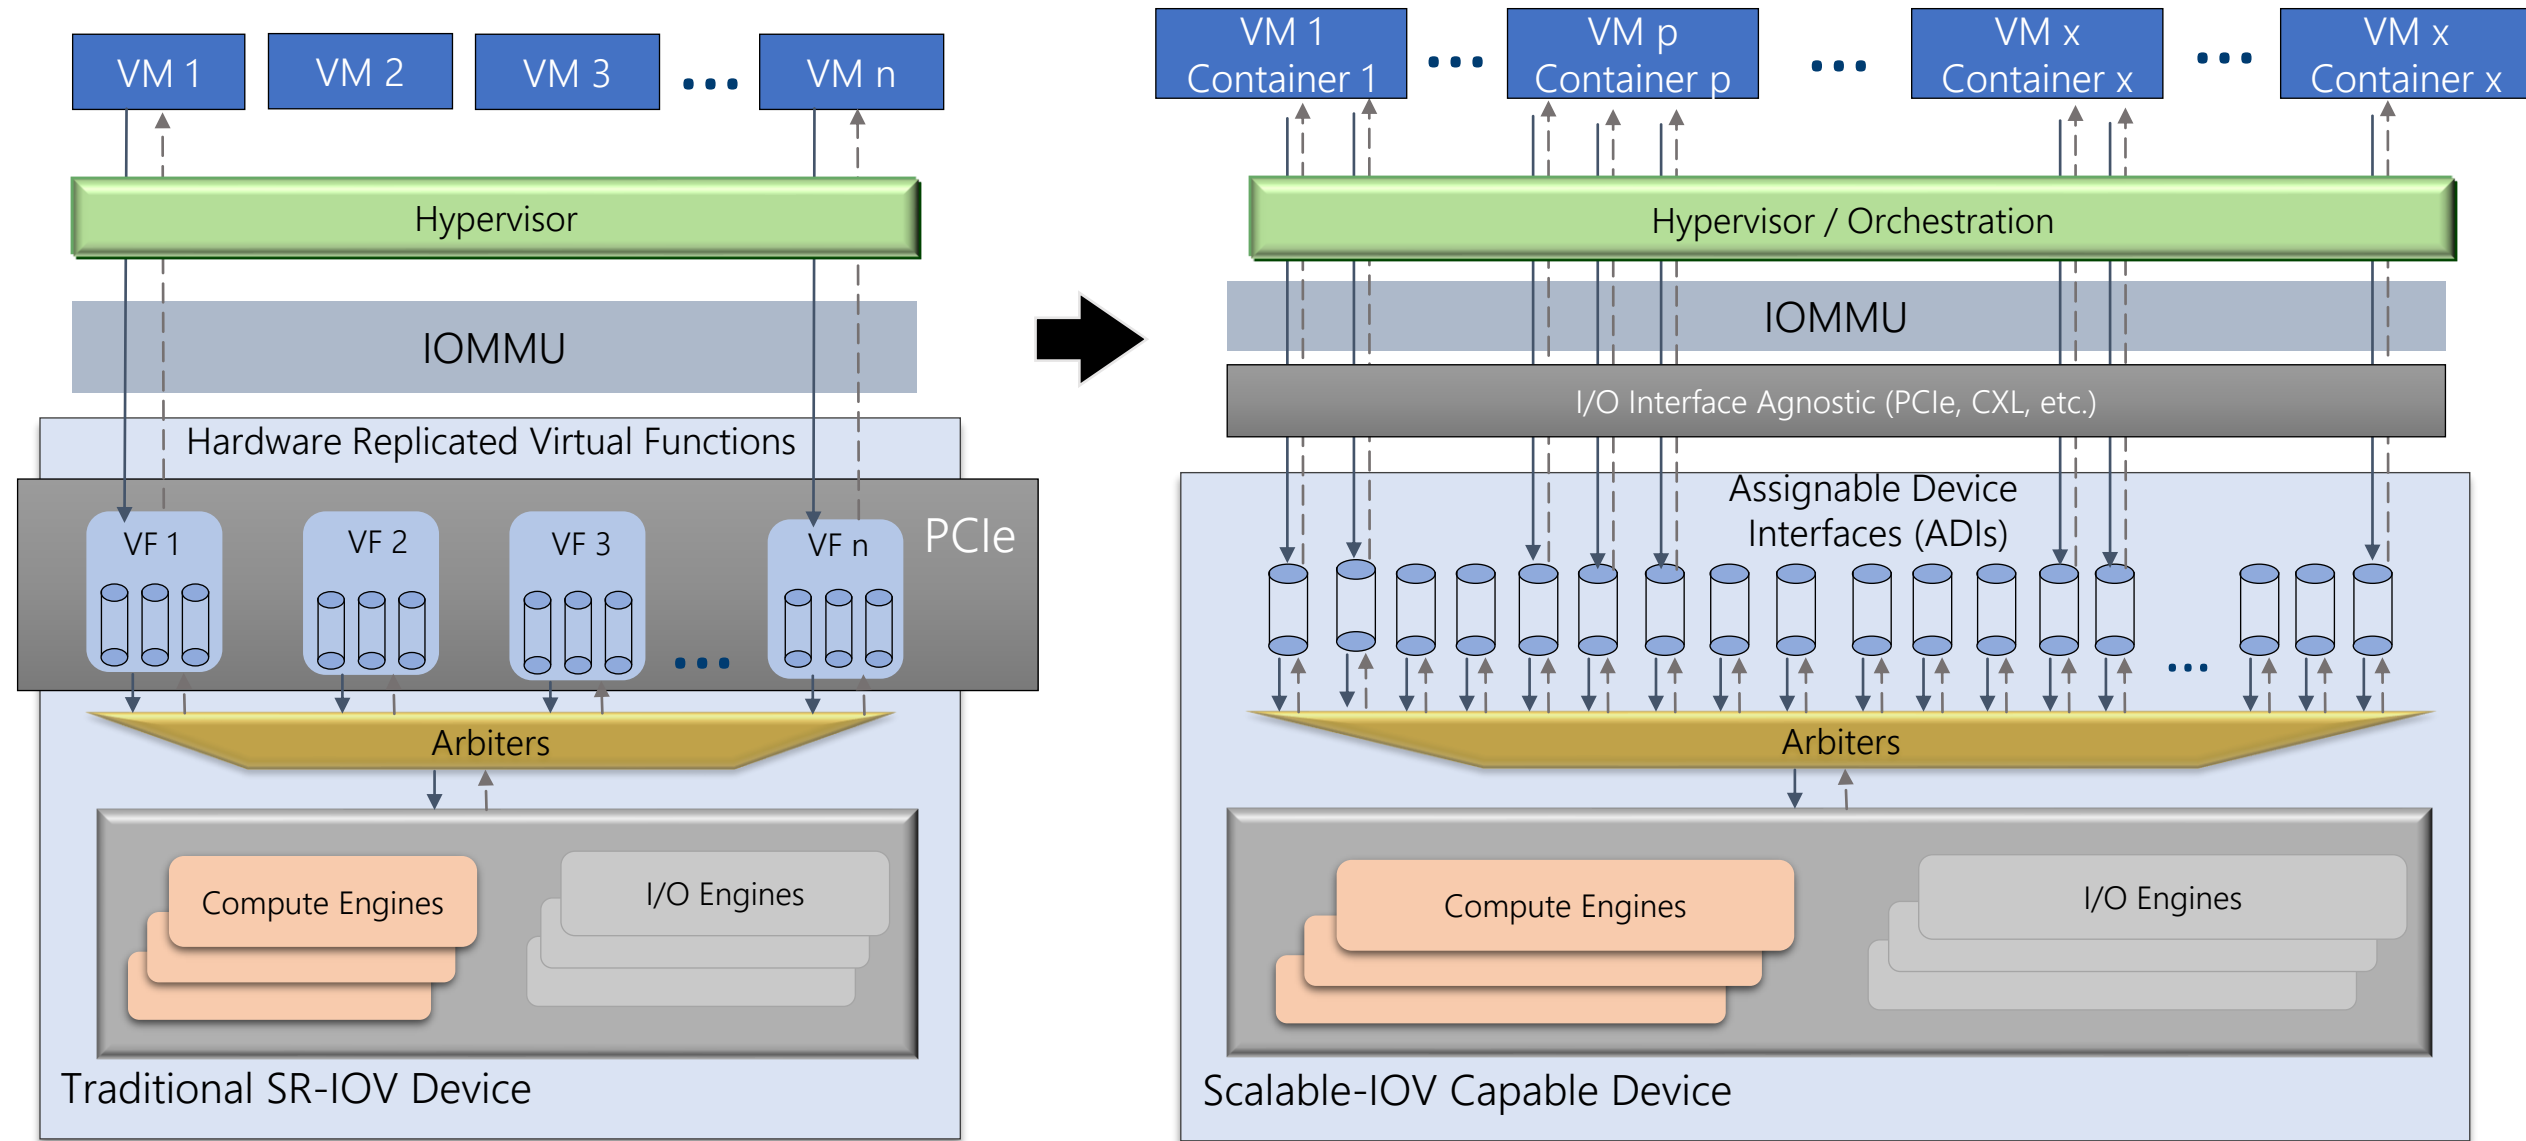 VM 1
VM 2
VM 3
...
VM n
Hypervisor
IOMMU
Hardware Replicated Virtual Functions
PCIe
VF 1
VF 2
VF 3
...
VF n
Arbiters
Compute Engines
I/O Engines
Traditional SR-IOV Device
VM 1
Container 1
...
VM p
Container p
...
VM x
Container x
...
VM x
Container x
Hypervisor / Orchestration
IOMMU
I/O Interface Agnostic (PCIe, CXL, etc.)
Assignable Device
Interfaces (ADIs)
...
Arbiters
Compute Engines
I/O Engines
Scalable-IOV Capable Device